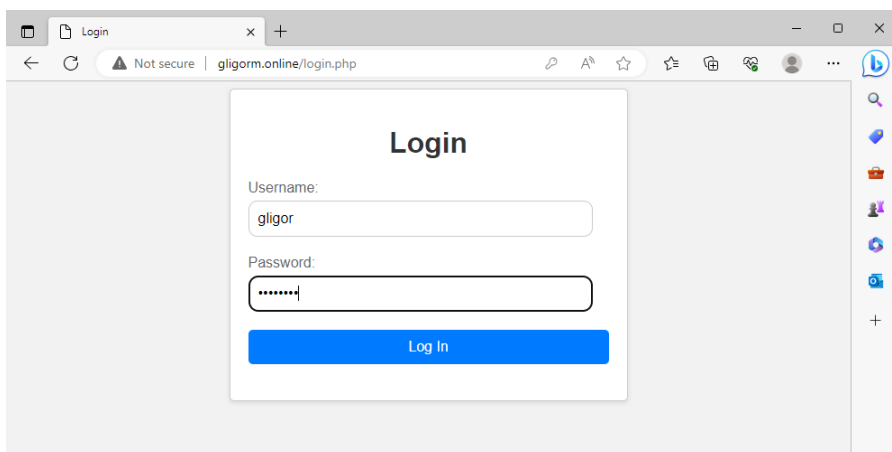 Login
Not secure gligorm.online/login.php
Login
Username:
gligor
Password:
••••••••
Log In